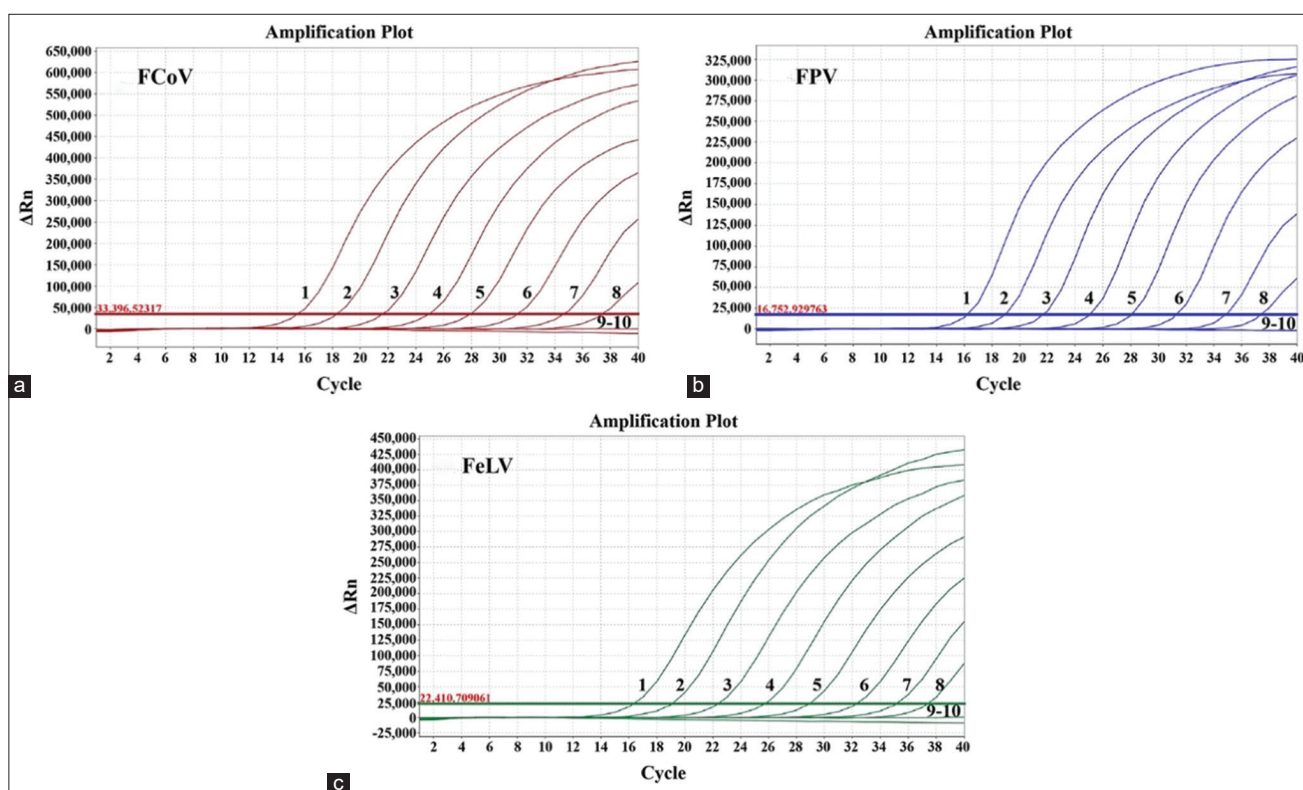 Amplification Plot
FCoV
650,000
600,000
550,000
500,000
450,000
400,000
350,000
300,000
250,000
200,000
150,000
100,000
50,000
0
ΔRn
33,396.52317
1 2 3 4 5 6 7 8
9-10
2 4 6 8 10 12 14 16 18 20 22 24 26 28 30 32 34 36 38 40
Cycle
a
Amplification Plot
FPV
325,000
300,000
275,000
250,000
225,000
200,000
175,000
150,000
125,000
100,000
75,000
50,000
25,000
0
ΔRn
16,752.929763
1 2 3 4 5 6 7 8
9-10
2 4 6 8 10 12 14 16 18 20 22 24 26 28 30 32 34 36 38 40
Cycle
b
Amplification Plot
FeLV
450,000
425,000
400,000
375,000
350,000
325,000
300,000
275,000
250,000
225,000
200,000
175,000
150,000
125,000
100,000
75,000
50,000
25,000
0
-25,000
ΔRn
22,410.709061
1 2 3 4 5 6 7 8
9-10
2 4 6 8 10 12 14 16 18 20 22 24 26 28 30 32 34 36 38 40
Cycle
c